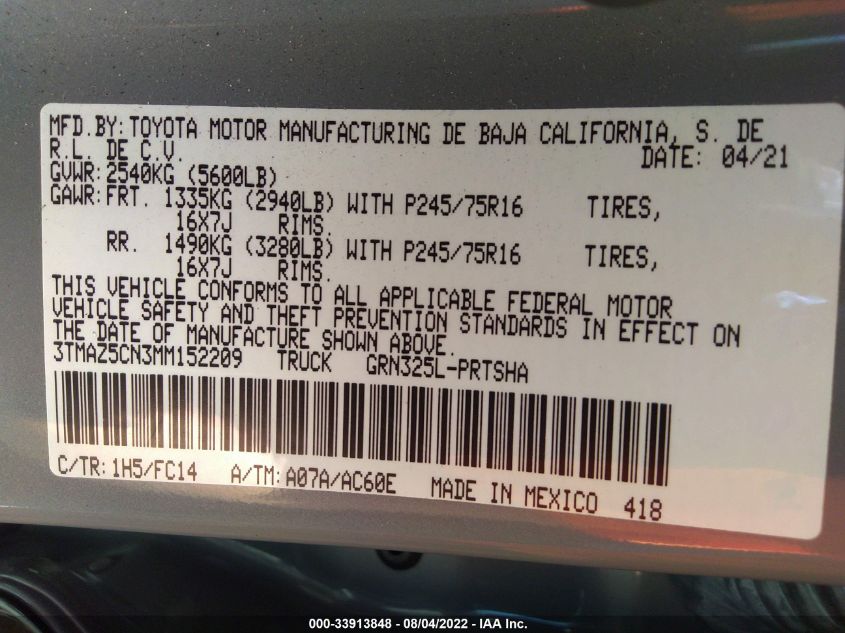 MFD.BY: TOYOTA MOTOR MANUFACTURING DE BAJA CALIFORNIA, S. DE
R.L. DE C.V. DATE: 04/21
GVWR: 2540KG (5600LB)
GAWR: FRT. 1335KG (2940LB) WITH P245/75R16 TIRES,
16X7J RIMS.
RR. 1490KG (3280LB) WITH P245/75R16 TIRES,
16X7J RIMS.
THIS VEHICLE CONFORMS TO ALL APPLICABLE FEDERAL MOTOR
VEHICLE SAFETY AND THEFT PREVENTION STANDARDS IN EFFECT ON
THE DATE OF MANUFACTURE SHOWN ABOVE.
3TMAZ5CN3MM152209 TRUCK GRN325L-PRTSHA
C/TR: 1H5/FC14 A/TM: A07A/AC60E MADE IN MEXICO 418
000-33913848 - 08/04/2022 - IAA Inc.